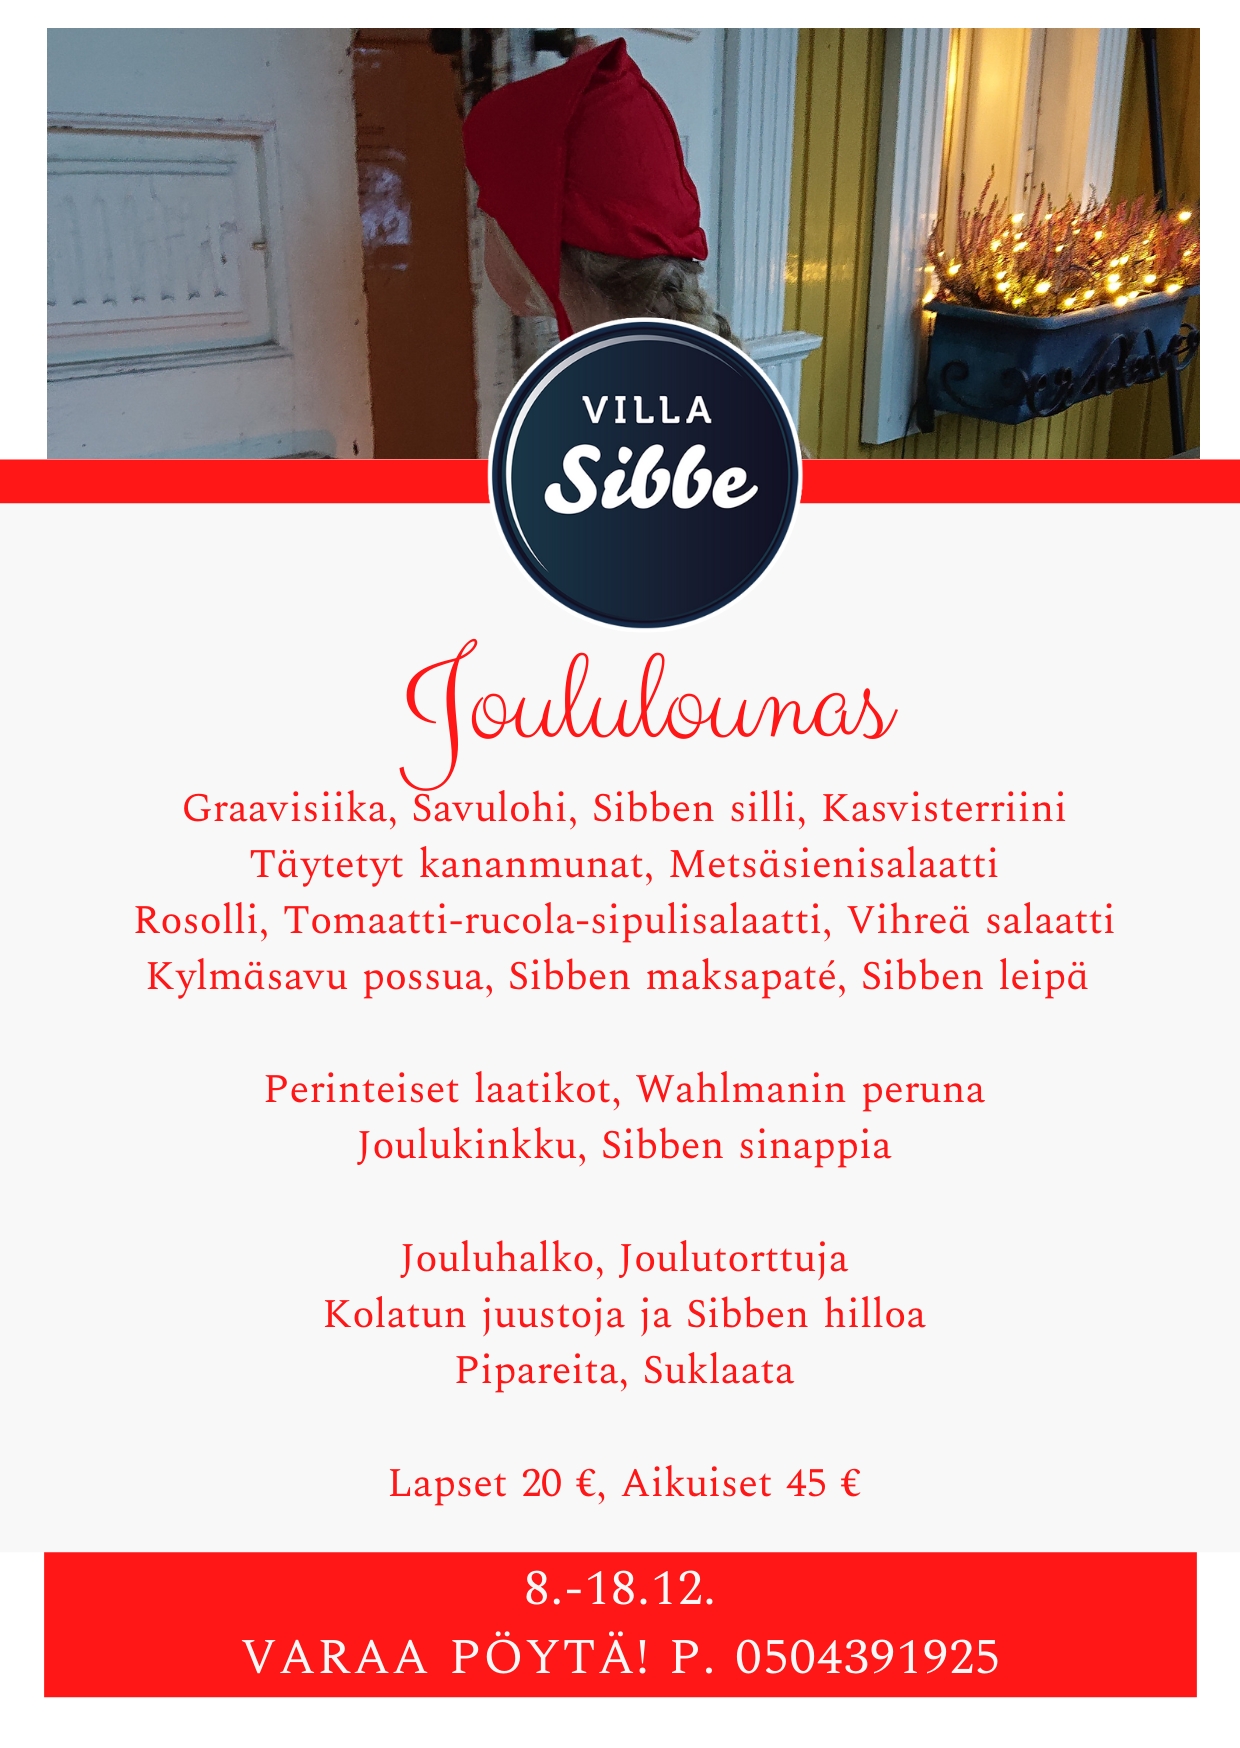 VILLA
Sibbe
Joululounas
Graavisiika, Savulohi, Sibben silli, Kasvisterriini
Täytetyt kananmunat, Metsäsienisalaatti
Rosolli, Tomaatti-rucola-sipulisalaatti, Vihreä salaatti
Kylmäsavu possua, Sibben maksapaté, Sibben leipä
Perinteiset laatikot, Wahlmanin peruna
Joulukinkku, Sibben sinappia
Jouluhalko, Joulutorttuja
Kolatun juustoja ja Sibben hilloa
Pipareita, Suklaata
Lapset 20 €, Aikuiset 45 €
8.-18.12.
VARAA PÖYTÄ! P. 0504391925